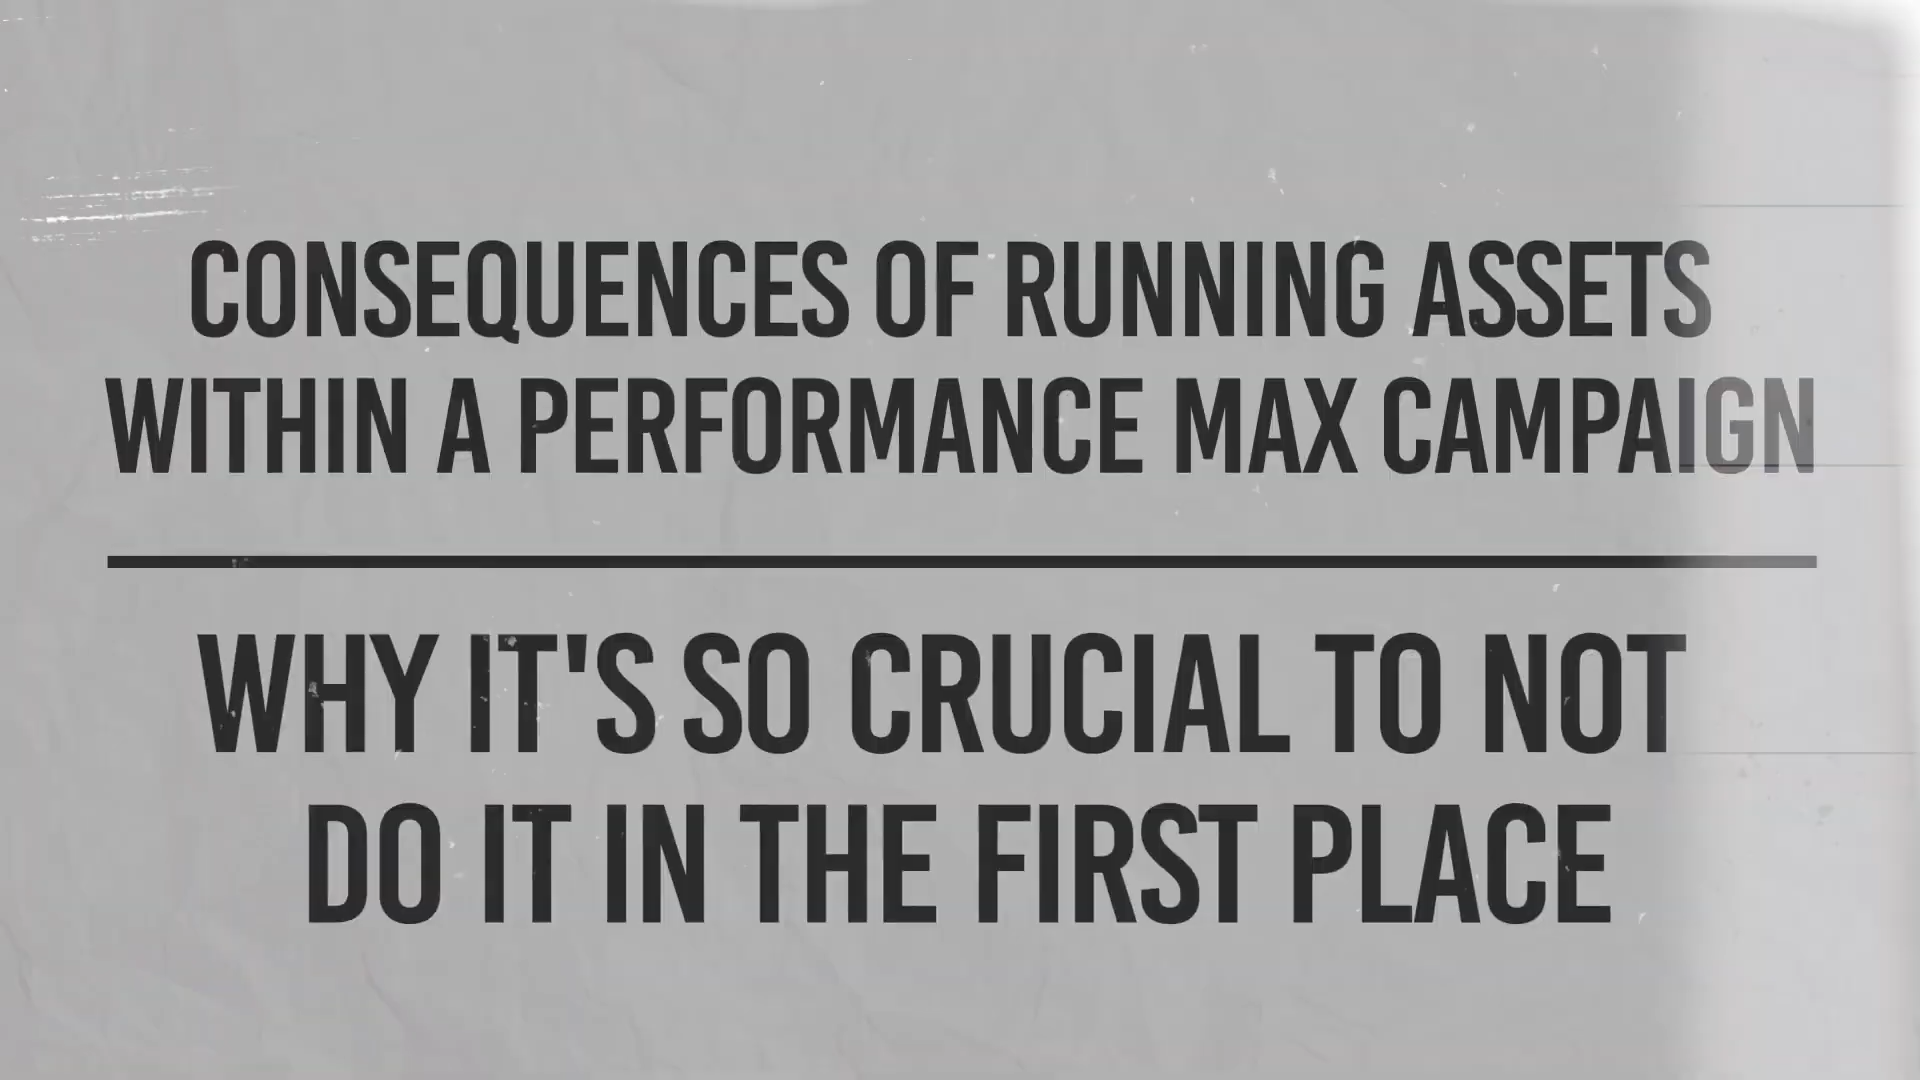 CONSEQUENCES OF RUNNING ASSETS
WITHIN A PERFORMANCE MAX CAMPAIGN
WHY IT'S SO CRUCIAL TO NOT
DO IT IN THE FIRST PLACE